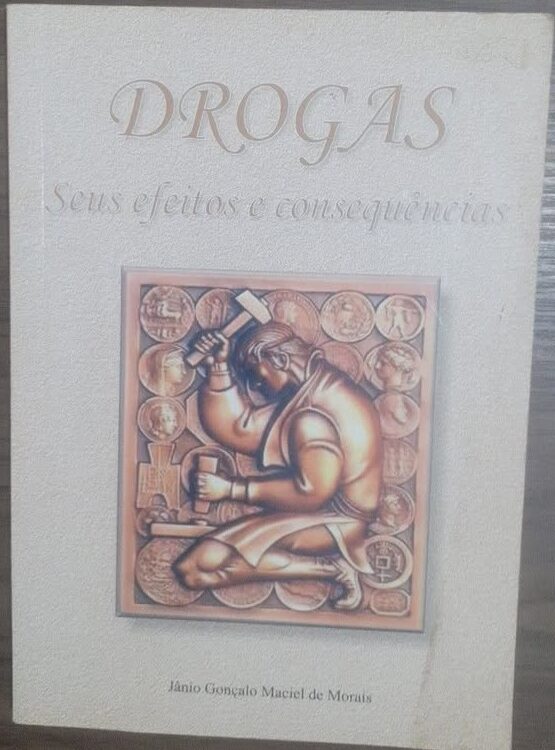 DROGAS
Seus efeitos e consequências
Jânio Gonçalo Maciel de Morais